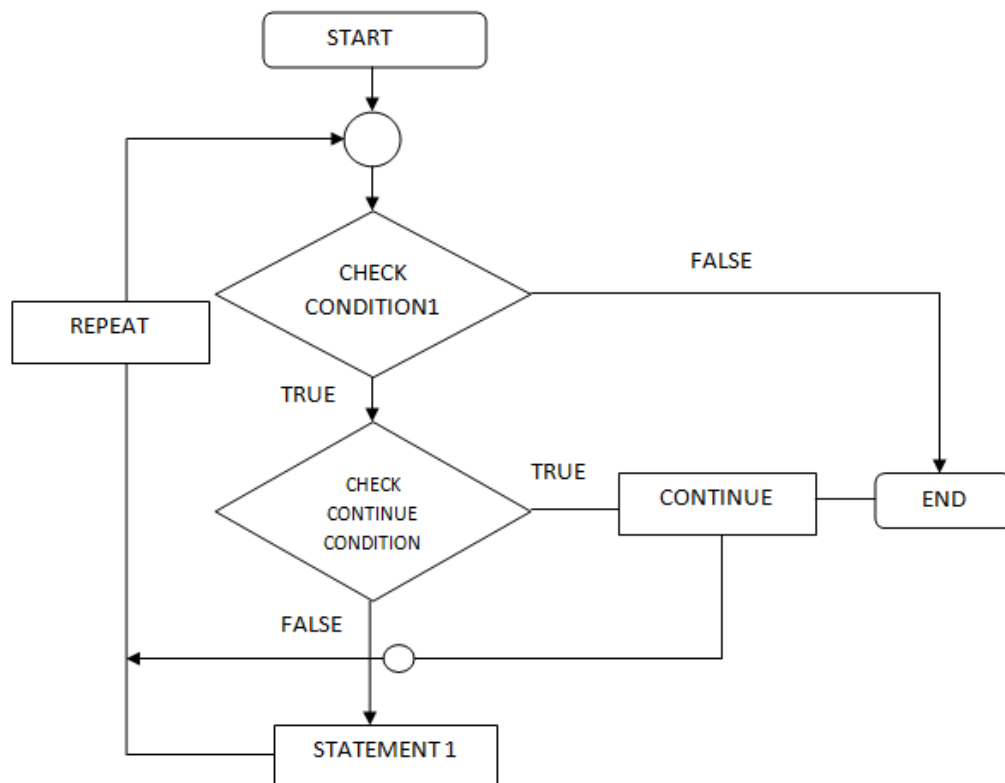 START
CHECK
CONDITION1
FALSE
REPEAT
TRUE
CHECK
CONTINUE
CONDITION
TRUE
CONTINUE
END
FALSE
STATEMENT 1